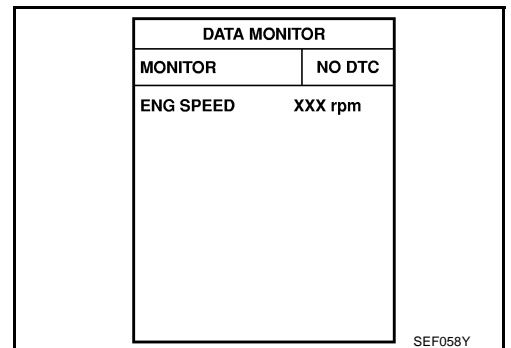 DATA MONITOR
MONITOR NO DTC
ENG SPEED XXX rpm
SEF058Y